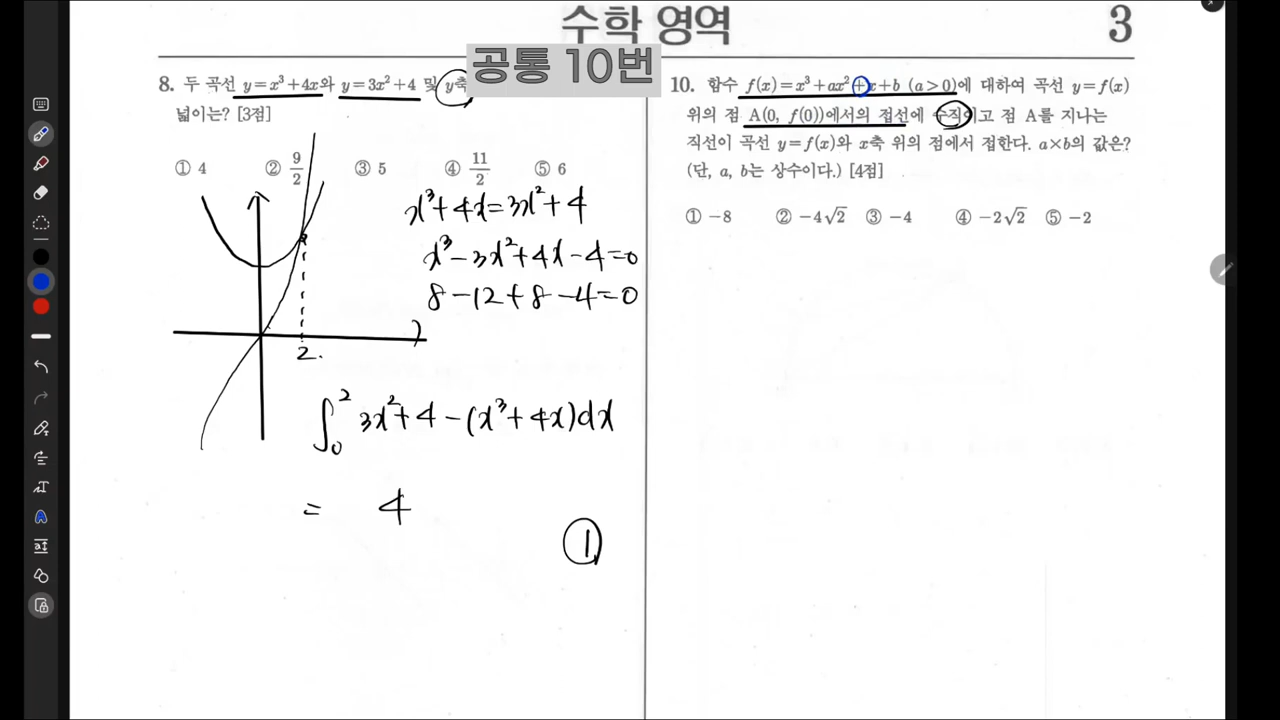 수학 영역
3
공통 10번
8. 두 곡선 y=x³+4x와 y=3x²+4 및 y축
넓이는? [3점]
① 4 ② 9/2 ③ 5 ④ 11/2 ⑤ 6
x³+4x=3x²+4
x³-3x²+4x-4=0
8-12+8-4=0
2.
∫₀² 3x²+4-(x³+4x)dx
= 4
①
10. 함수 f(x)=x³+ax²+x+b (a>0)에 대하여 곡선 y=f(x)
위의 점 A(0, f(0))에서의 접선에 수직이고 점 A를 지나는
직선이 곡선 y=f(x)와 x축 위의 점에서 접한다. a×b의 값은?
(단, a, b는 상수이다.) [4점]
① -8 ② -4√2 ③ -4 ④ -2√2 ⑤ -2